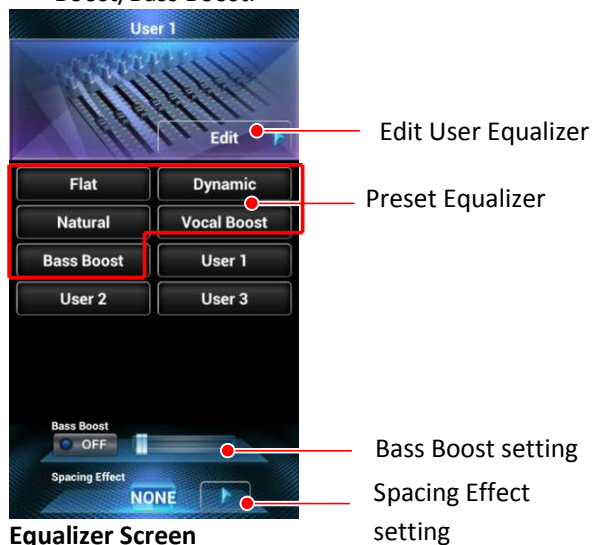 Boost/Bass Boost.
User 1
Edit
Edit User Equalizer
Flat
Dynamic
Preset Equalizer
Natural
Vocal Boost
Bass Boost
User 1
User 2
User 3
Bass Boost
OFF
Bass Boost setting
Spacing Effect
NONE
Spacing Effect
setting
Equalizer Screen